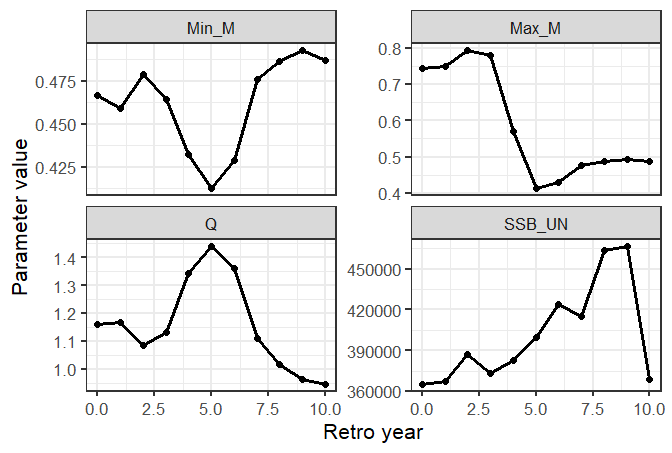 Min_M
Max_M
0.475
0.450
0.425
0.8
0.7
0.6
0.5
0.4
Parameter value
Q
SSB_UN
1.4
1.3
1.2
1.1
1.0
450000
420000
390000
360000
0.0 2.5 5.0 7.5 10.0
0.0 2.5 5.0 7.5 10.0
Retro year